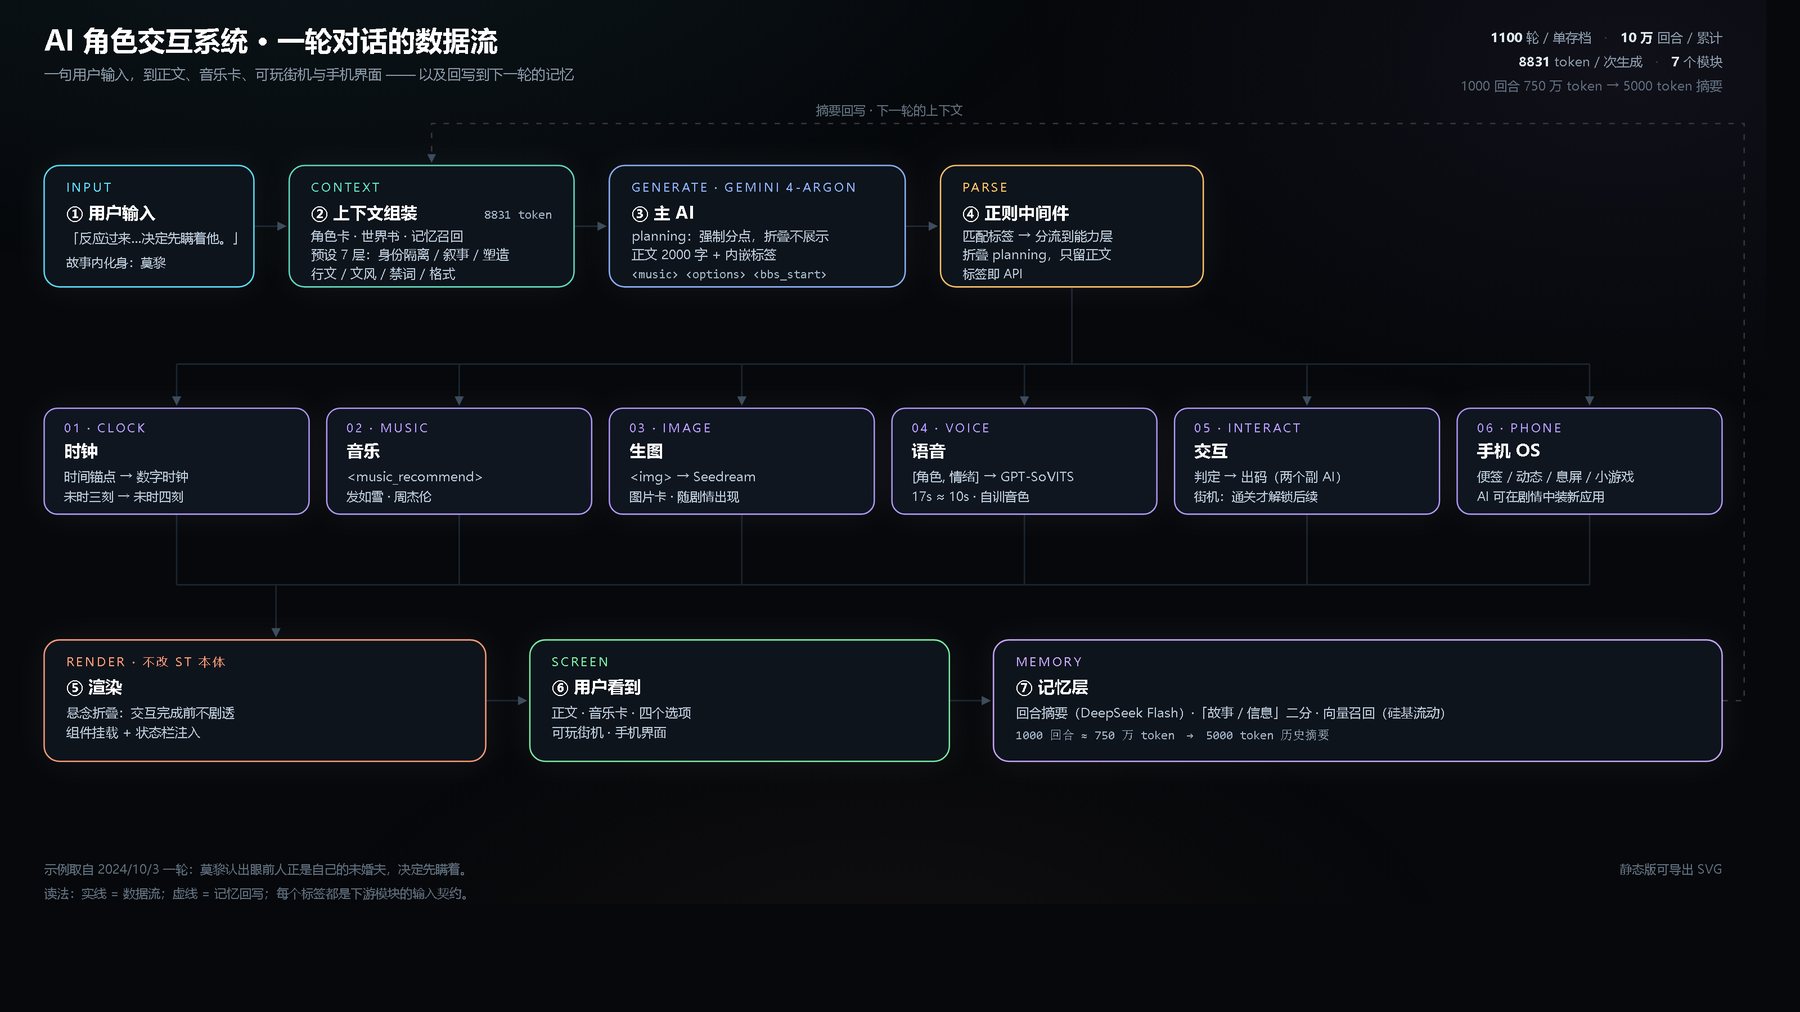 AI 角色交互系统 · 一轮对话的数据流
一句用户输入，到正文、音乐卡、可玩街机与手机界面 —— 以及回写到下一轮的记忆
1100 轮 / 单存档 · 10 万 回合 / 累计
8831 token / 次生成 · 7 个模块
1000 回合 750 万 token → 5000 token 摘要
摘要回写 · 下一轮的上下文
INPUT
① 用户输入
「反应过来…决定先瞒着他。」
故事内化身：莫黎
CONTEXT
② 上下文组装 8831 token
角色卡 · 世界书 · 记忆召回
预设 7 层：身份隔离 / 叙事 / 塑造
行文 / 文风 / 禁词 / 格式
GENERATE · GEMINI 4-ARGON
③ 主 AI
planning：强制分点，折叠不展示
正文 2000 字 + 内嵌标签
<music> <options> <bbs_start>
PARSE
④ 正则中间件
匹配标签 → 分流到能力层
折叠 planning，只留正文
标签即 API
01 · CLOCK
时钟
时间锚点 → 数字时钟
未时三刻 → 未时四刻
02 · MUSIC
音乐
<music_recommend>
发如雪 · 周杰伦
03 · IMAGE
生图
<img> → Seedream
图片卡 · 随剧情出现
04 · VOICE
语音
[角色, 情绪] → GPT-SoVITS
17s ≈ 10s · 自训音色
05 · INTERACT
交互
判定 → 出码（两个副 AI）
街机：通关才解锁后续
06 · PHONE
手机 OS
便签 / 动态 / 息屏 / 小游戏
AI 可在剧情中装新应用
RENDER · 不改 ST 本体
⑤ 渲染
悬念折叠：交互完成前不剧透
组件挂载 + 状态栏注入
SCREEN
⑥ 用户看到
正文 · 音乐卡 · 四个选项
可玩街机 · 手机界面
MEMORY
⑦ 记忆层
回合摘要（DeepSeek Flash）·「故事 / 信息」二分 · 向量召回（硅基流动）
1000 回合 ≈ 750 万 token → 5000 token 历史摘要
示例取自 2024/10/3 一轮：莫黎认出眼前人正是自己的未婚夫，决定先瞒着。
读法：实线 = 数据流；虚线 = 记忆回写；每个标签都是下游模块的输入契约。
静态版可导出 SVG